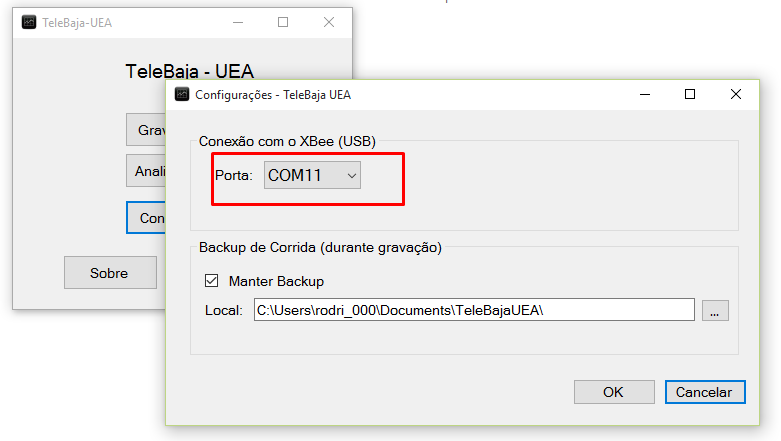 TeleBaja-UEA
TeleBaja - UEA
Grav
Anali
Con
Sobre
Configurações - TeleBaja UEA
Conexão com o XBee (USB)
Porta: COM11
Backup de Corrida (durante gravação)
Manter Backup
Local: C:\Users\rodri_000\Documents\TeleBajaUEA\ ...
OK Cancelar